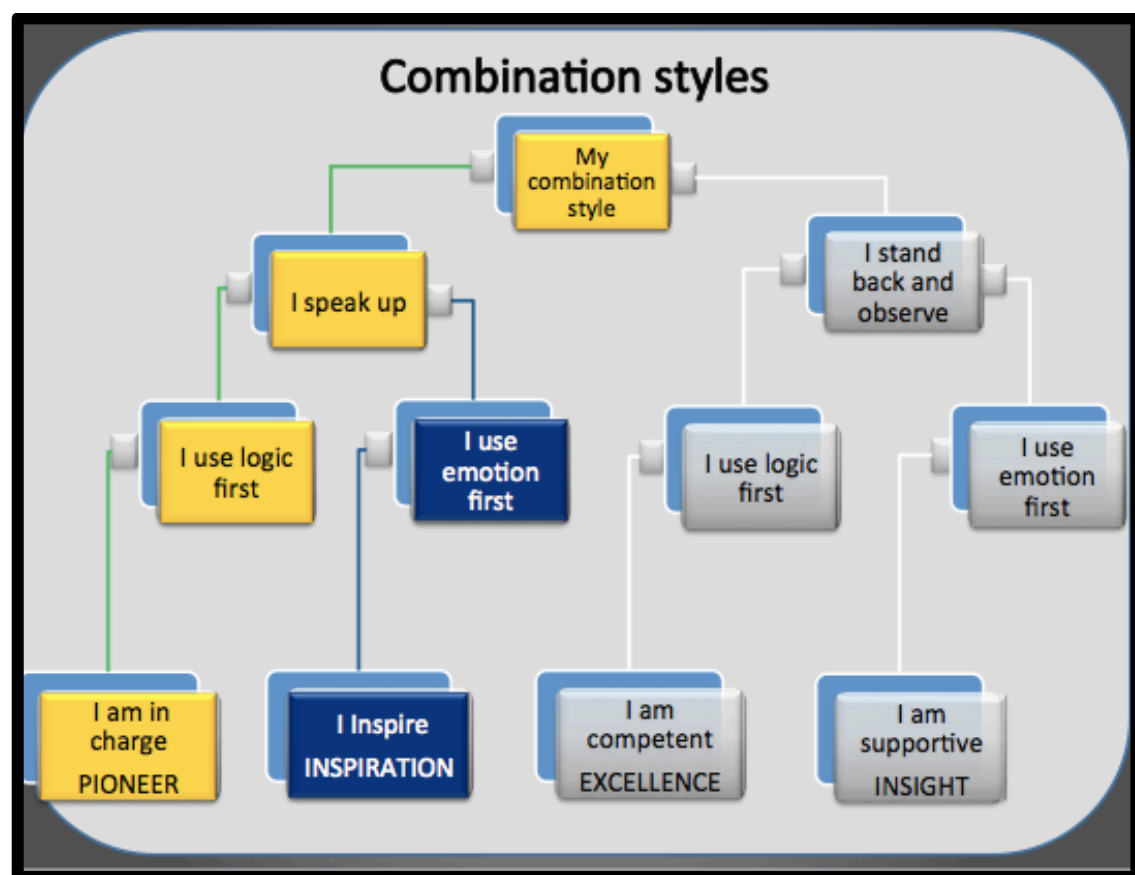 Combination styles
My
combination
style
I speak up
I stand
back and
observe
I use logic
first
I use
emotion
first
I use logic
first
I use
emotion
first
I am in
charge
PIONEER
I Inspire
INSPIRATION
I am
competent
EXCELLENCE
I am
supportive
INSIGHT